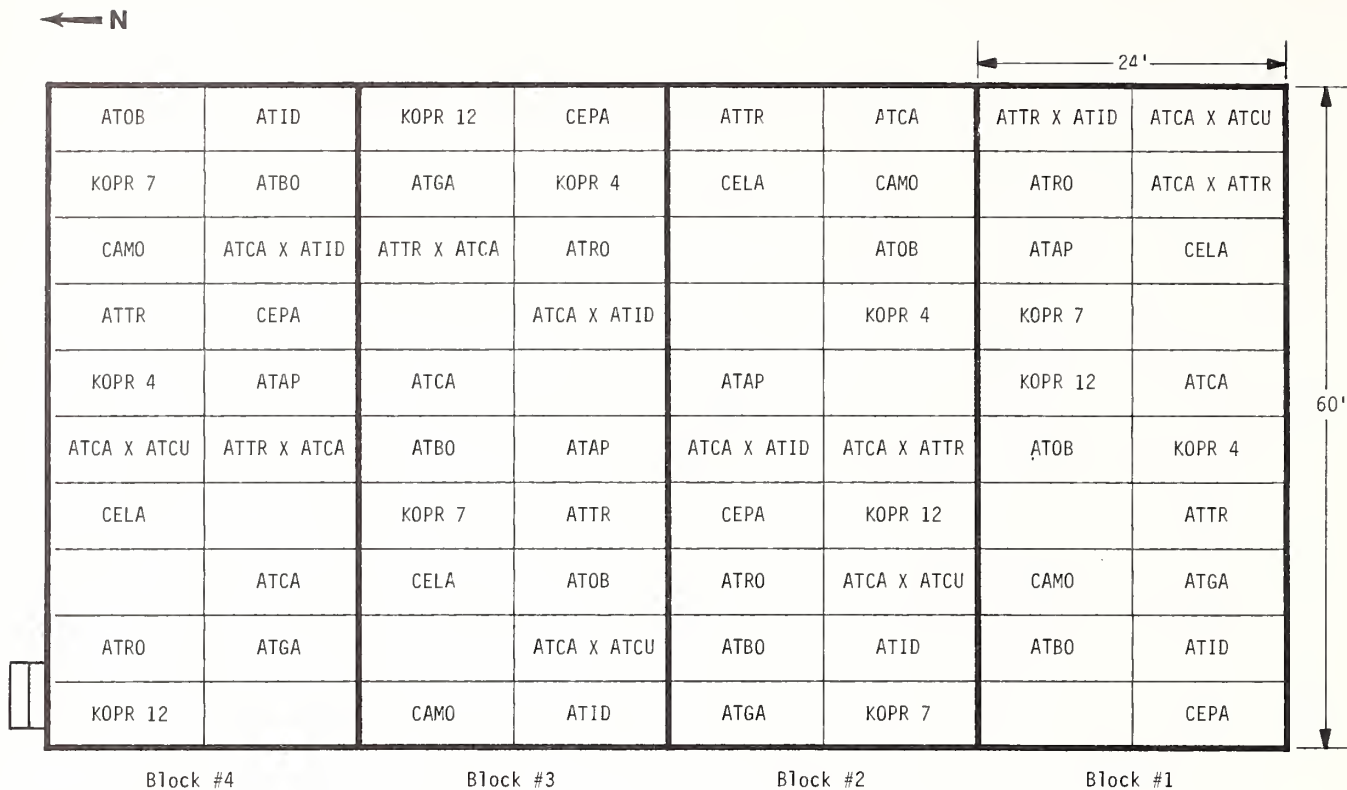 N
24'
ATOB ATID KOPR 12 CEPA ATTR ATCA ATTR X ATID ATCA X ATCU
KOPR 7 ATBO ATGA KOPR 4 CELA CAMO ATRO ATCA X ATTR
CAMO ATCA X ATID ATTR X ATCA ATRO ATOB ATAP CELA
ATTR CEPA ATCA X ATID KOPR 4 KOPR 7
KOPR 4 ATAP ATCA ATAP KOPR 12 ATCA
60'
ATCA X ATCU ATTR X ATCA ATBO ATAP ATCA X ATID ATCA X ATTR ATOB KOPR 4
CELA KOPR 7 ATTR CEPA KOPR 12 ATTR
ATCA CELA ATOB ATRO ATCA X ATCU CAMO ATGA
ATRO ATGA ATCA X ATCU ATBO ATID ATBO ATID
KOPR 12 CAMO ATID ATGA KOPR 7 CEPA
Block #4 Block #3 Block #2 Block #1